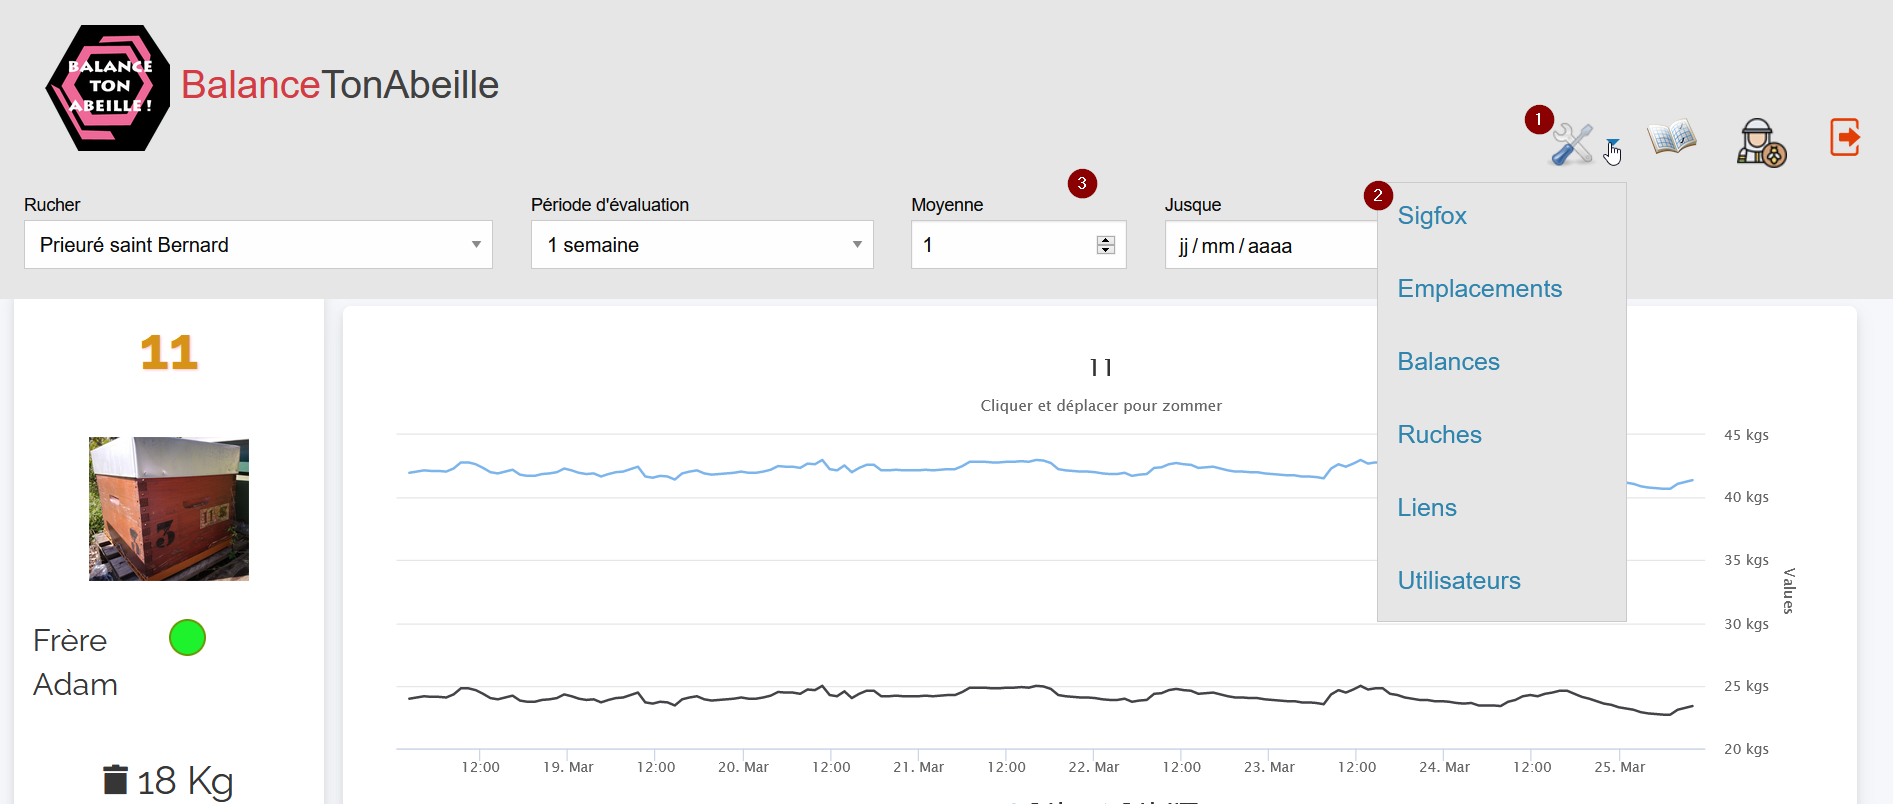 BALANCE
TON
ABEILLE !
BalanceTonAbeille
1
Rucher
Période d'évaluation
3
Moyenne
Jusque
2
Prieuré saint Bernard
1 semaine
1
jj / mm / aaaa
Sigfox
Emplacements
Balances
Ruches
Liens
Utilisateurs
11
3
Frère
Adam
18 Kg
11
Cliquer et déplacer pour zommer
45 kgs
40 kgs
35 kgs
30 kgs
25 kgs
20 kgs
Values
12:00 19. Mar 12:00 20. Mar 12:00 21. Mar 12:00 22. Mar 12:00 23. Mar 12:00 24. Mar 12:00 25. Mar